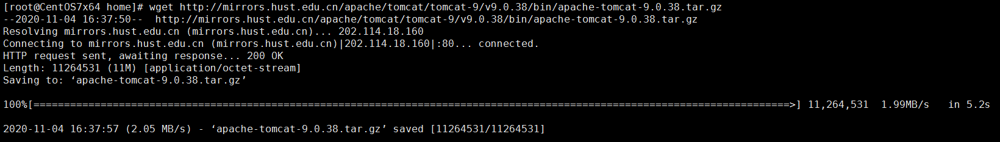 [root@CentOS7x64 home]# wget http://mirrors.hust.edu.cn/apache/tomcat/tomcat-9/v9.0.38/bin/apache-tomcat-9.0.38.tar.gz
--2020-11-04 16:37:50--  http://mirrors.hust.edu.cn/apache/tomcat/tomcat-9/v9.0.38/bin/apache-tomcat-9.0.38.tar.gz
Resolving mirrors.hust.edu.cn (mirrors.hust.edu.cn)... 202.114.18.160
Connecting to mirrors.hust.edu.cn (mirrors.hust.edu.cn)|202.114.18.160|:80... connected.
HTTP request sent, awaiting response... 200 OK
Length: 11264531 (11M) [application/octet-stream]
Saving to: ‘apache-tomcat-9.0.38.tar.gz’
100%[============================================================================================================================>] 11,264,531  1.99MB/s   in 5.2s
2020-11-04 16:37:57 (2.05 MB/s) - ‘apache-tomcat-9.0.38.tar.gz’ saved [11264531/11264531]